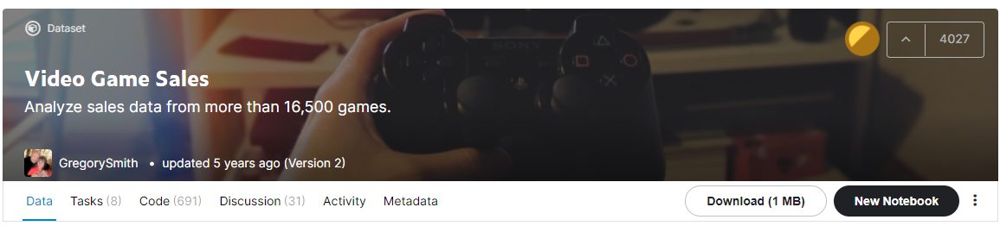 Dataset
4027
SONY
Video Game Sales
Analyze sales data from more than 16,500 games.
GregorySmith • updated 5 years ago (Version 2)
Data Tasks (8) Code (691) Discussion (31) Activity Metadata Download (1 MB) New Notebook